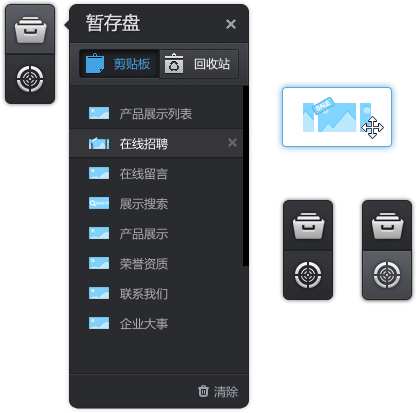 暂存盘
剪贴板 回收站
产品展示列表
在线招聘
在线留言
展示搜索
产品展示
荣誉资质
联系我们
企业大事
清除
SALE